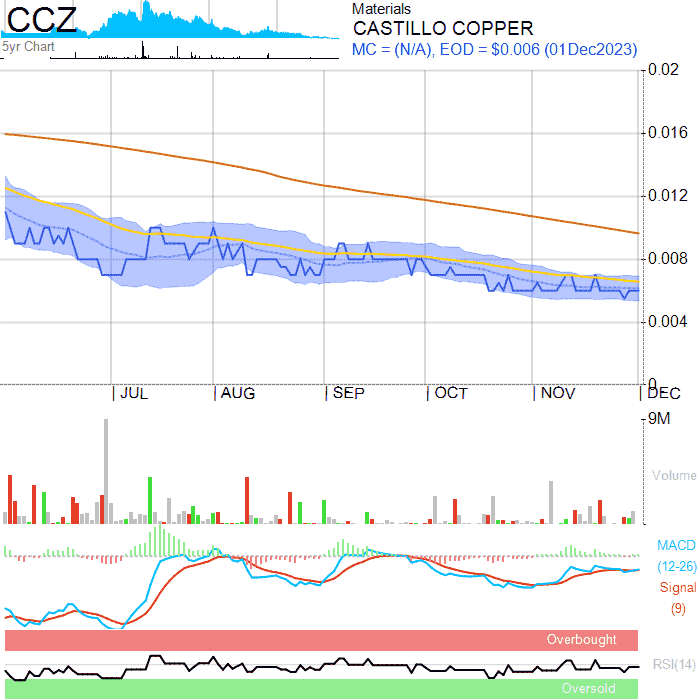 CCZ
5yr Chart
Materials
CASTILLO COPPER
MC = (N/A), EOD = $0.006 (01Dec2023)
0.02
0.016
0.012
0.008
0.004
0
JUL AUG SEP OCT NOV DEC
9M
Volume
MACD
(12-26)
Signal
(9)
Overbought
RSI(14)
Oversold